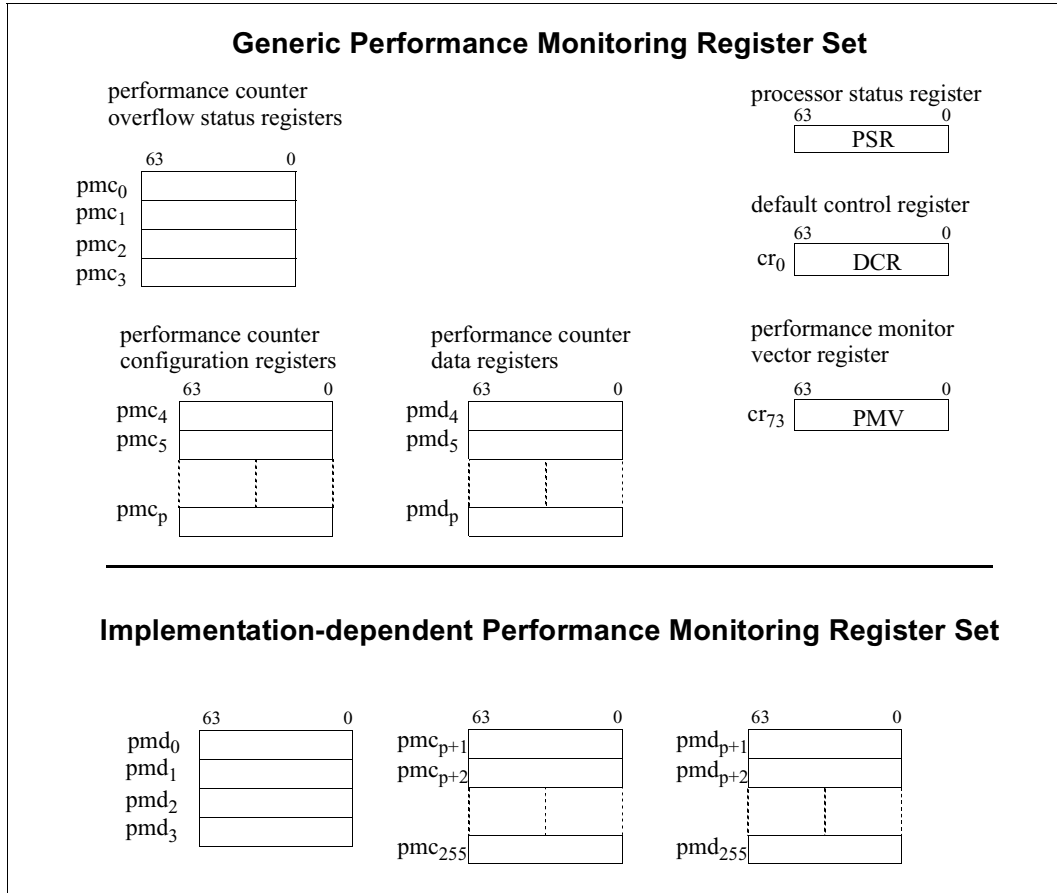 Generic Performance Monitoring Register Set
performance counter
overflow status registers
63 0
pmc0
pmc1
pmc2
pmc3
processor status register
63 0
PSR
default control register
63 0
cr0 DCR
performance monitor
vector register
63 0
cr73 PMV
performance counter
configuration registers
63 0
pmc4
pmc5
pmcp
performance counter
data registers
63 0
pmd4
pmd5
pmdp
Implementation-dependent Performance Monitoring Register Set
63 0
pmd0
pmd1
pmd2
pmd3
63 0
pmcp+1
pmcp+2
pmc255
63 0
pmdp+1
pmdp+2
pmd255